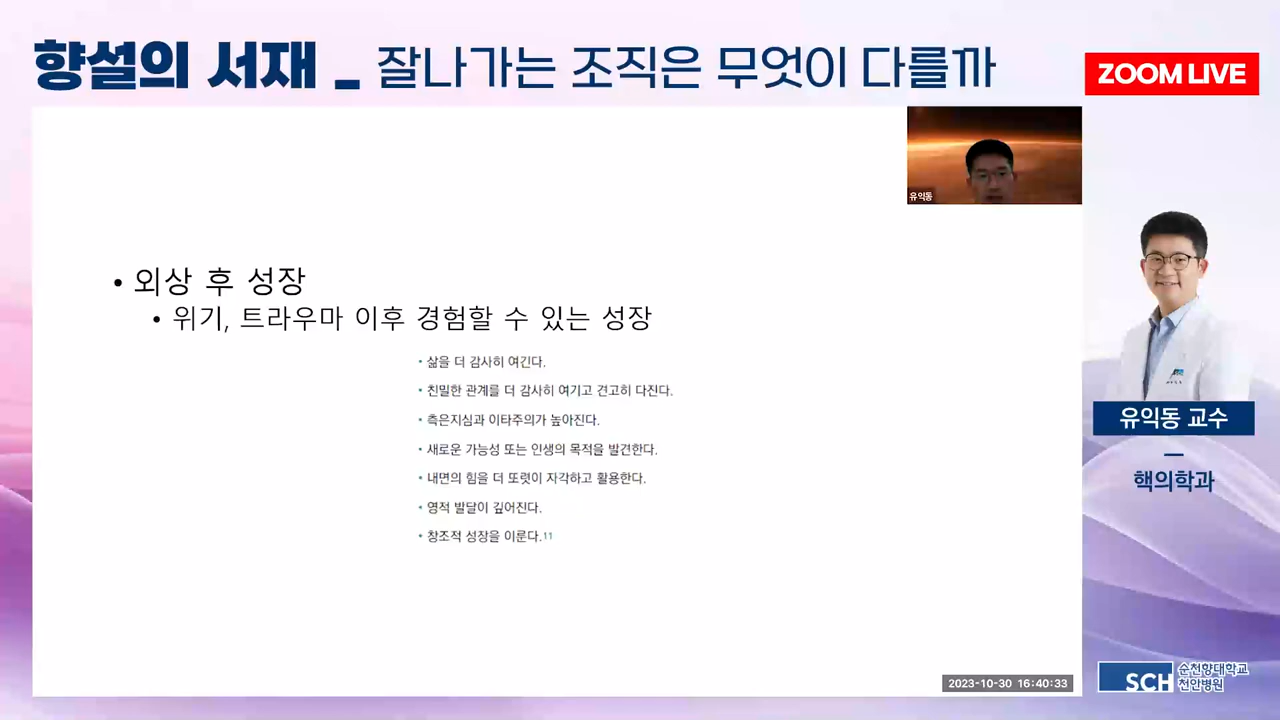 향설의 서재 _ 잘나가는 조직은 무엇이 다를까
ZOOM LIVE
유익동
• 외상 후 성장
• 위기, 트라우마 이후 경험할 수 있는 성장
• 삶을 더 감사히 여긴다.
• 친밀한 관계를 더 감사히 여기고 견고히 다진다.
• 측은지심과 이타주의가 높아진다.
• 새로운 가능성 또는 인생의 목적을 발견한다.
• 내면의 힘을 더 또렷이 자각하고 활용한다.
• 영적 발달이 깊어진다.
• 창조적 성장을 이룬다.11
유익동 교수
핵의학과
2023-10-30 16:40:33
SCH 순천향대학교
천안병원